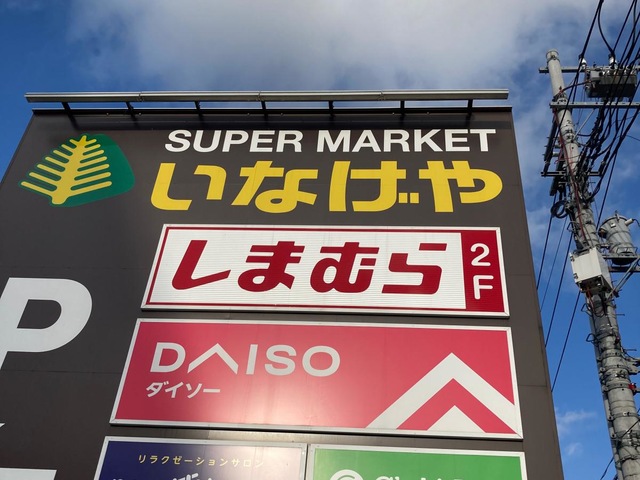 SUPER MARKET
いなげや
しまむら
2F
P
DAISO
ダイソー
リラクゼーションサロン